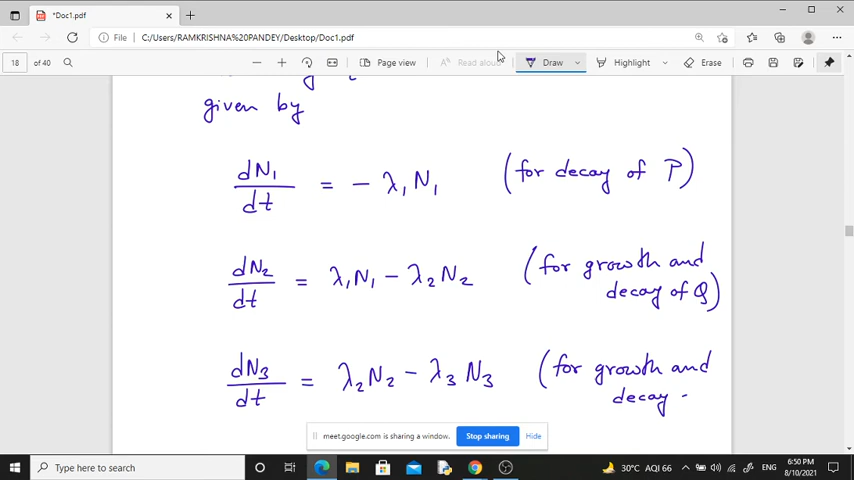 *Doc1.pdf
File
C:/Users/RAMKRISHNA%20PANDEY/Desktop/Doc1.pdf
18 of 40
Page view
Read aloud
Draw
Highlight
Erase
given by
dN₁/dt = − λ₁N₁ (for decay of P)
dN₂/dt = λ₁N₁ − λ₂N₂ (for growth and
decay of Q)
dN₃/dt = λ₂N₂ − λ₃N₃ (for growth and
decay
meet.google.com is sharing a window.
Stop sharing
Hide
Type here to search
30°C AQI 66
ENG
6:50 PM
8/10/2021